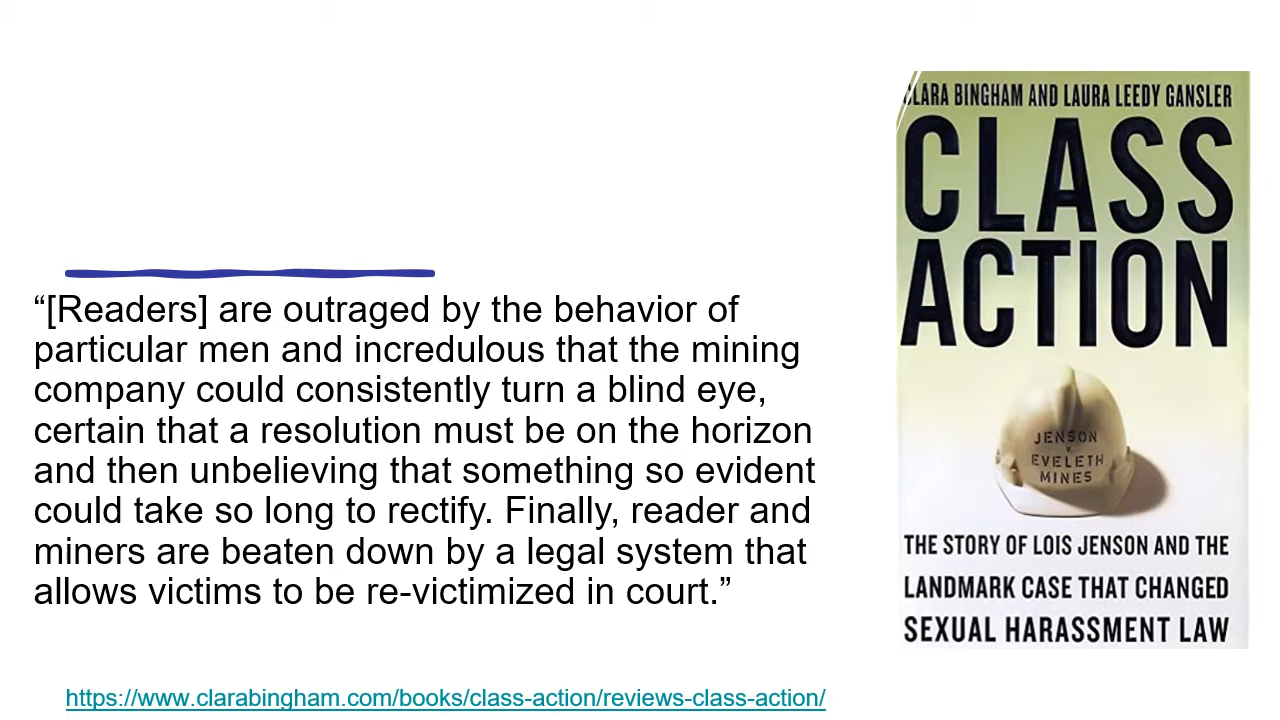 “[Readers] are outraged by the behavior of
particular men and incredulous that the mining
company could consistently turn a blind eye,
certain that a resolution must be on the horizon
and then unbelieving that something so evident
could take so long to rectify. Finally, reader and
miners are beaten down by a legal system that
allows victims to be re-victimized in court.”
https://www.clarabingham.com/books/class-action/reviews-class-action/
CLARA BINGHAM AND LAURA LEEDY GANSLER
CLASS
ACTION
JENSON
v.
EVELETH
MINES
THE STORY OF LOIS JENSON AND THE
LANDMARK CASE THAT CHANGED
SEXUAL HARASSMENT LAW